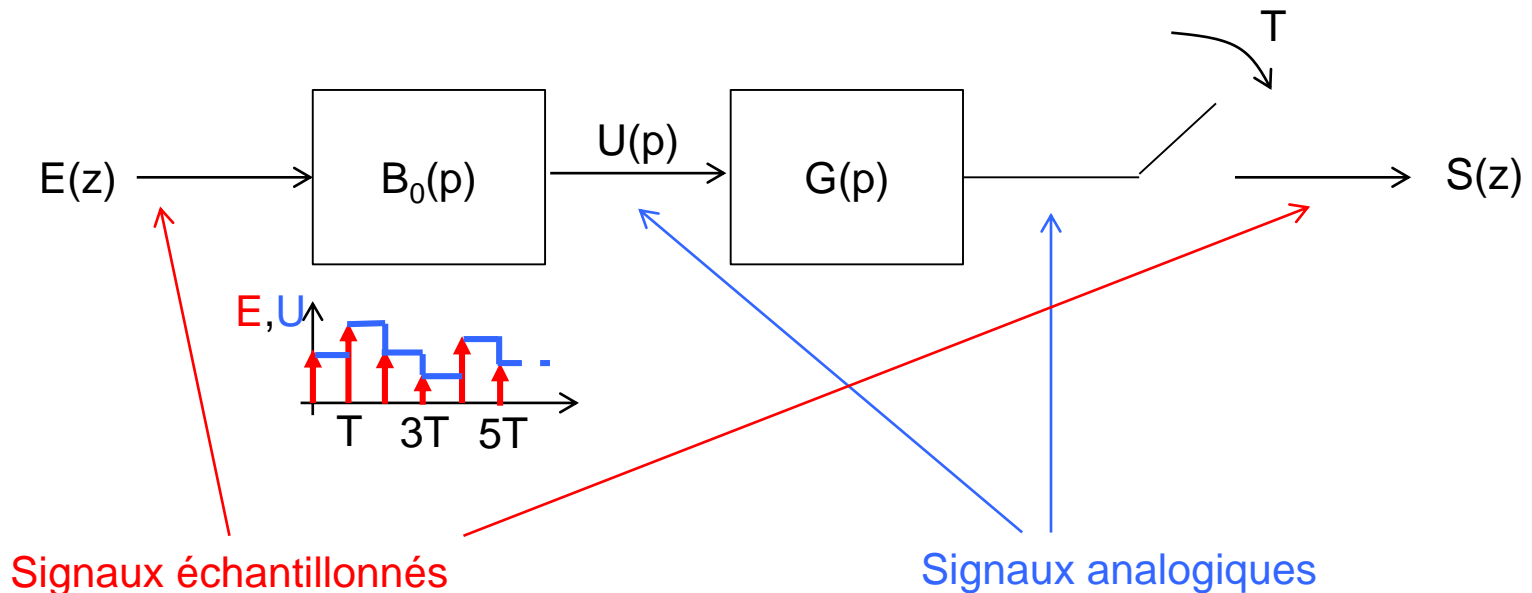 T
U(p)
E(z)
B₀(p)
G(p)
S(z)
E,U
T
3T
5T
Signaux échantillonnés
Signaux analogiques